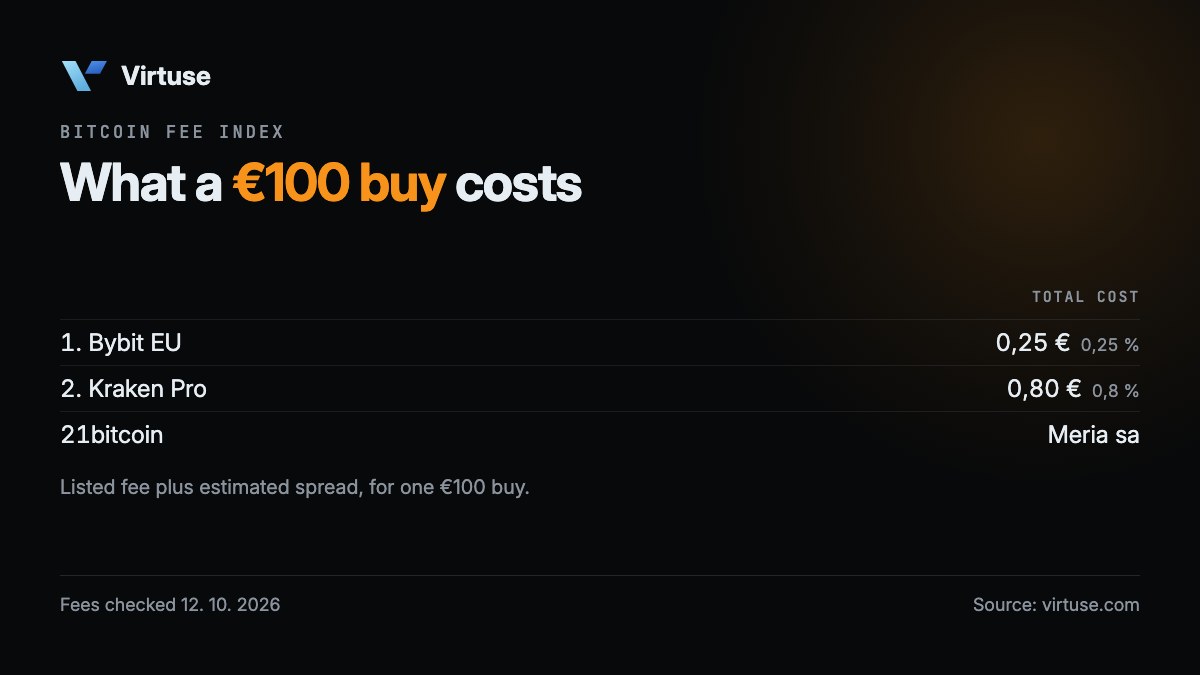 Virtuse
BITCOIN FEE INDEX
What a €100 buy costs
TOTAL COST
1. Bybit EU 0,25 € 0,25 %
2. Kraken Pro 0,80 € 0,8 %
21bitcoin Meria sa
Listed fee plus estimated spread, for one €100 buy.
Fees checked 12. 10. 2026 Source: virtuse.com